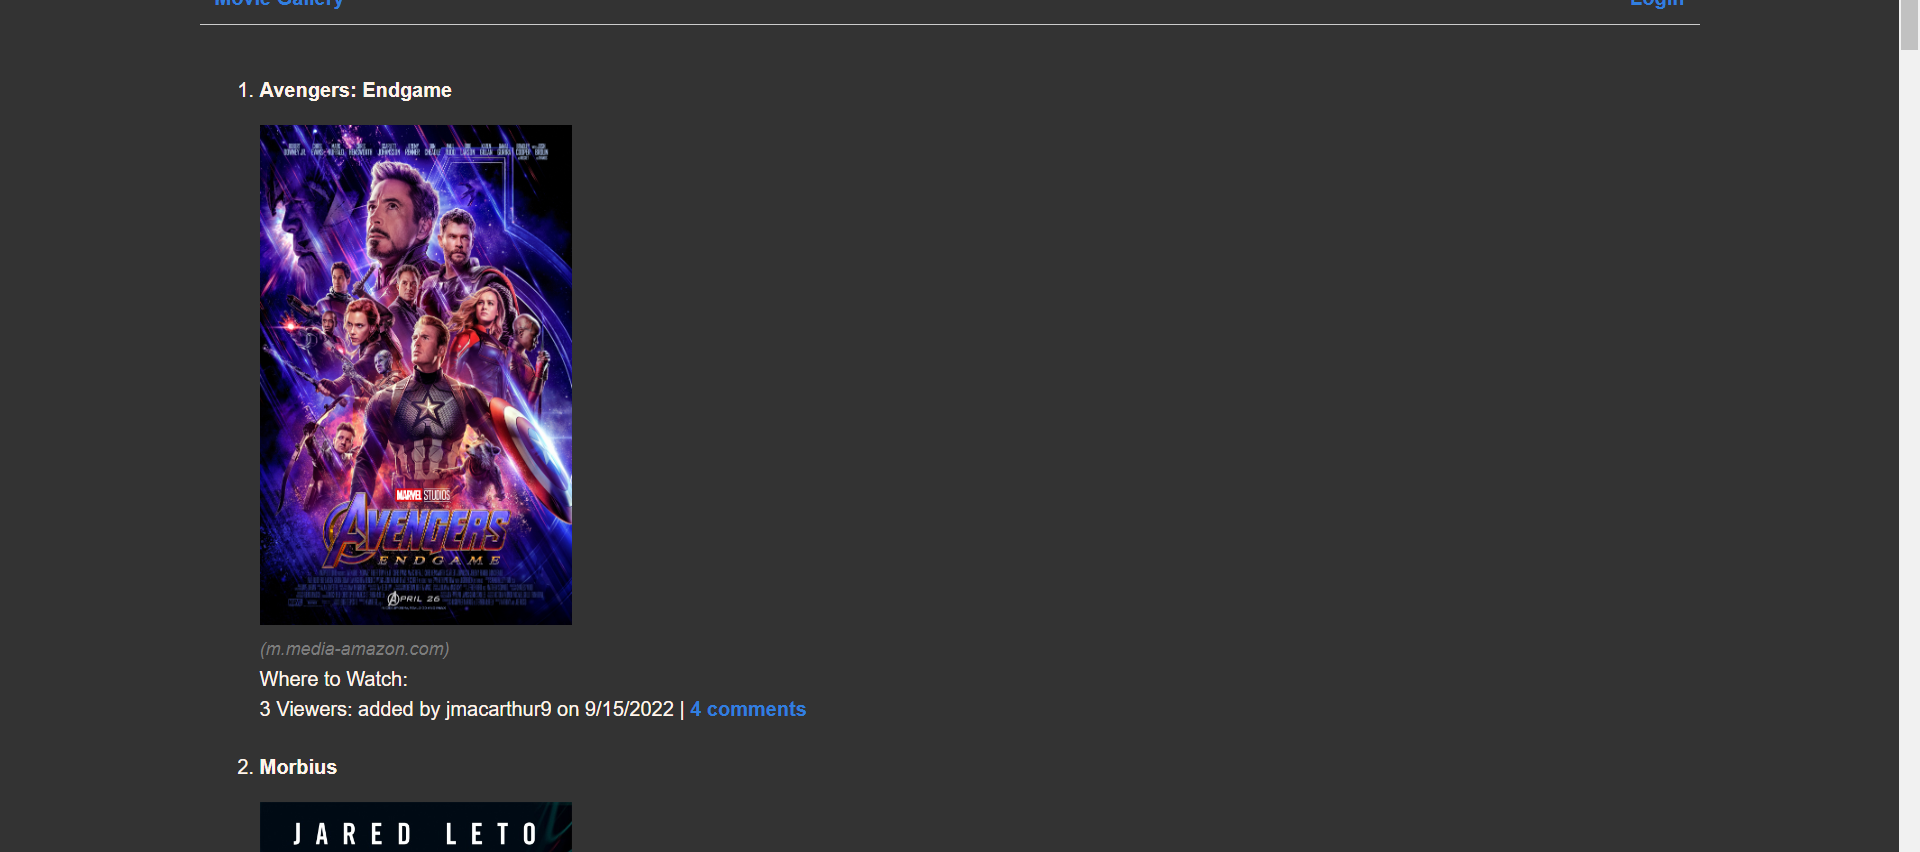 Movie Gallery
Login
1. Avengers: Endgame
MARVEL STUDIOS
AVENGERS
ENDGAME
APRIL 26
(m.media-amazon.com)
Where to Watch:
3 Viewers: added by jmacarthur9 on 9/15/2022 | 4 comments
2. Morbius
JARED LETO